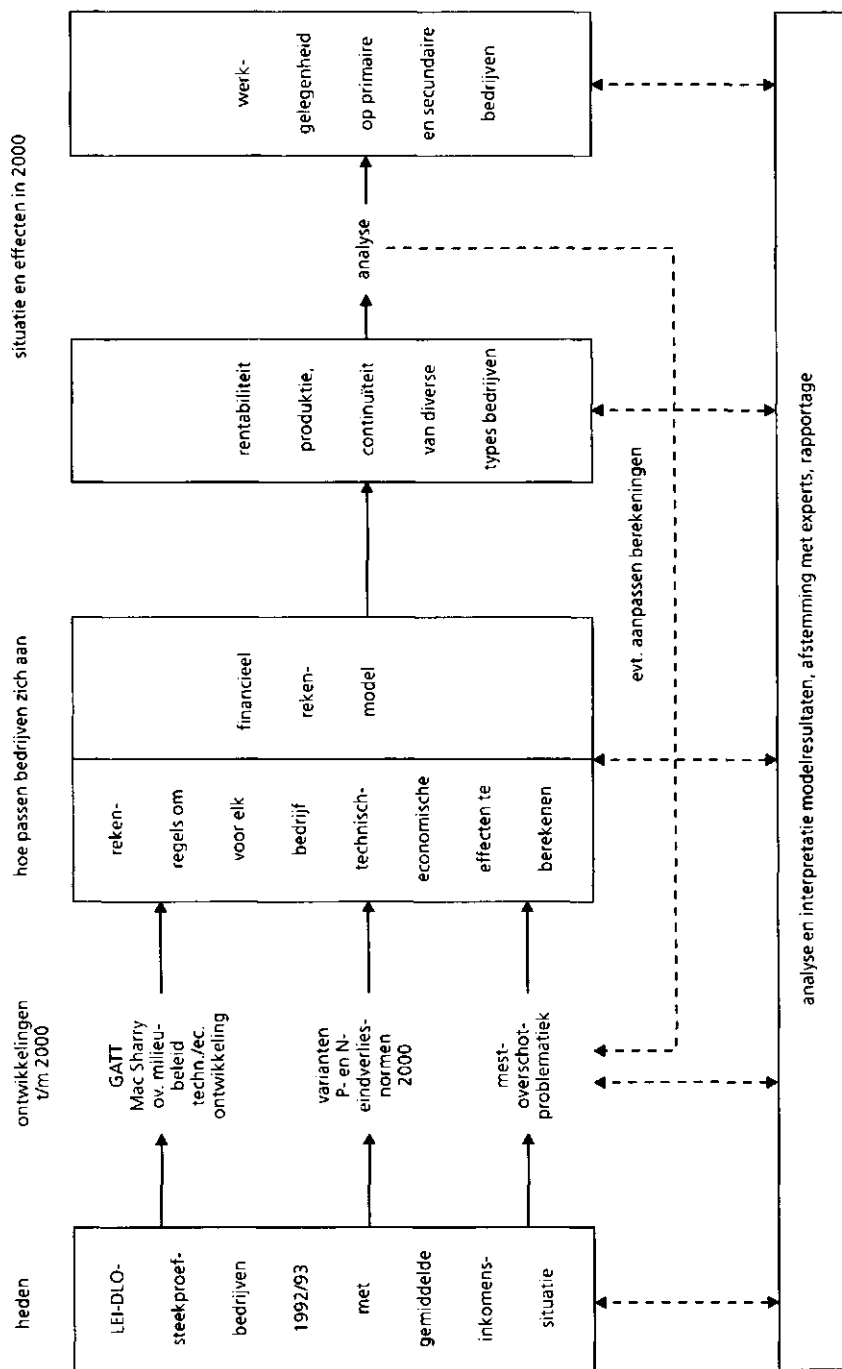 heden
ontwikkelingen
t/m 2000
hoe passen bedrijven zich aan
situatie en effecten in 2000
LEI-DLO-
steekproef-
bedrijven
1992/93
met
gemiddelde
inkomens-
situatie
GATT
Mac Sharry
ov. milieu-
beleid
techn./ec.
ontwikkeling
varianten
P- en N-
eindverlies-
normen
2000
mest-
overschot-
problematiek
reken-
regels om
voor elk
bedrijf
technisch-
economische
effecten te
berekenen
financieel
reken-
model
rentabiliteit
produktie,
continuïteit
van diverse
types bedrijven
analyse
werk-
gelegenheid
op primaire
en secundaire
bedrijven
evt. aanpassen berekeningen
analyse en interpretatie modelresultaten, afstemming met experts, rapportage